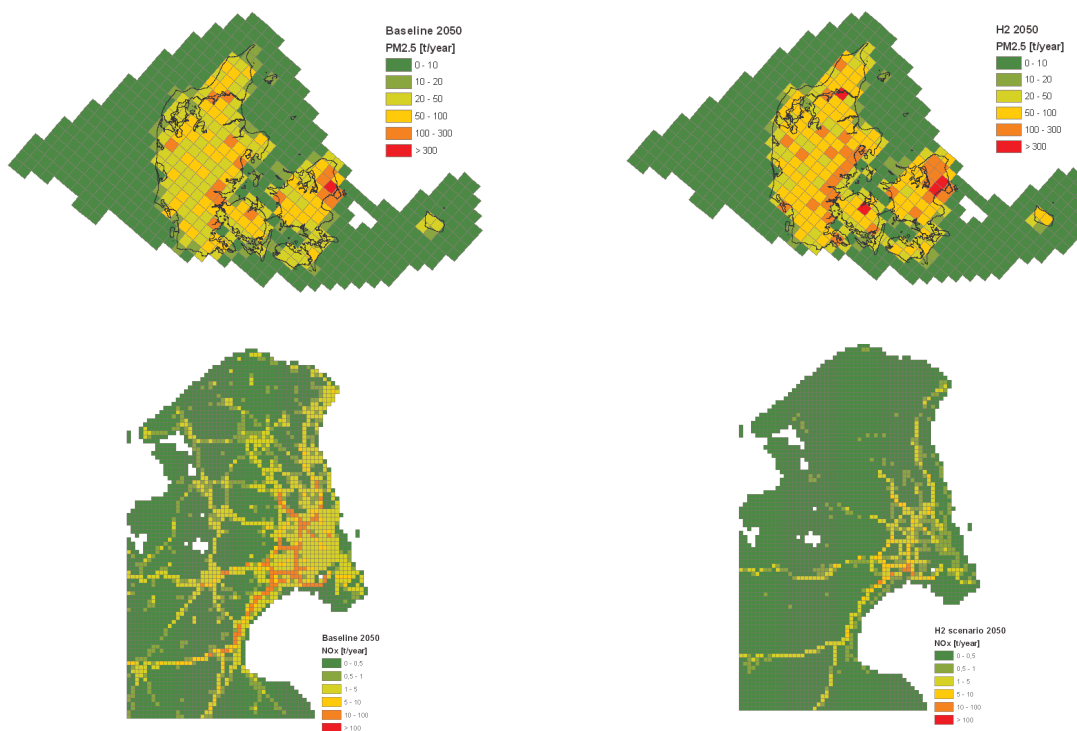 Baseline 2050
PM2.5 [t/year]
0 - 10
10 - 20
20 - 50
50 - 100
100 - 300
> 300
H2 2050
PM2.5 [t/year]
0 - 10
10 - 20
20 - 50
50 - 100
100 - 300
> 300
Baseline 2050
NOx [t/year]
0 - 0,5
0,5 - 1
1 - 5
5 - 10
10 - 100
> 100
H2 scenario 2050
NOx [t/year]
0 - 0,5
0,5 - 1
1 - 5
5 - 10
10 - 100
> 100